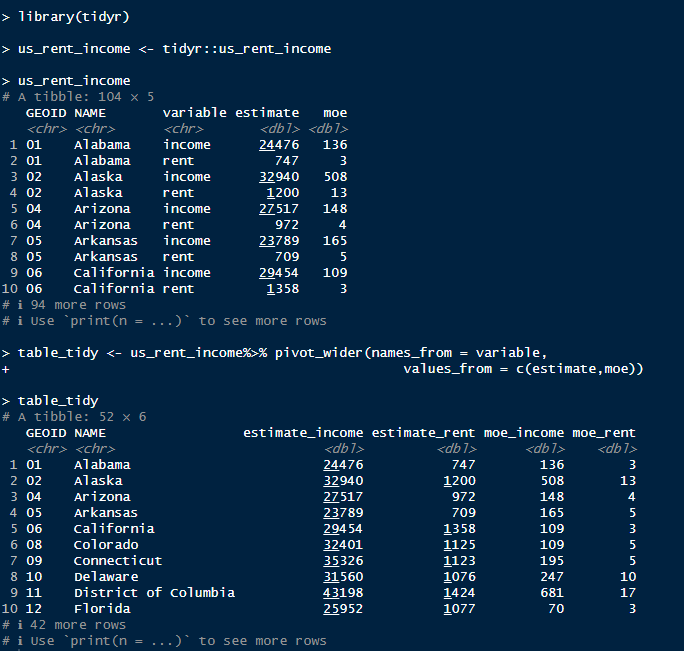 > library(tidyr)
> us_rent_income <- tidyr::us_rent_income
> us_rent_income
# A tibble: 104 × 5
GEOID NAME variable estimate moe
<chr> <chr> <chr> <dbl> <dbl>
1 01 Alabama income 24476 136
2 01 Alabama rent 747 3
3 02 Alaska income 32940 508
4 02 Alaska rent 1200 13
5 04 Arizona income 27517 148
6 04 Arizona rent 972 4
7 05 Arkansas income 23789 165
8 05 Arkansas rent 709 5
9 06 California income 29454 109
10 06 California rent 1358 3
# ℹ 94 more rows
# ℹ Use `print(n = ...)` to see more rows
> table_tidy <- us_rent_income%>% pivot_wider(names_from = variable,
+ values_from = c(estimate,moe))
> table_tidy
# A tibble: 52 × 6
GEOID NAME estimate_income estimate_rent moe_income moe_rent
<chr> <chr> <dbl> <dbl> <dbl> <dbl>
1 01 Alabama 24476 747 136 3
2 02 Alaska 32940 1200 508 13
3 04 Arizona 27517 972 148 4
4 05 Arkansas 23789 709 165 5
5 06 California 29454 1358 109 3
6 08 Colorado 32401 1125 109 5
7 09 Connecticut 35326 1123 195 5
8 10 Delaware 31560 1076 247 10
9 11 District of Columbia 43198 1424 681 17
10 12 Florida 25952 1077 70 3
# ℹ 42 more rows
# ℹ Use `print(n = ...)` to see more rows